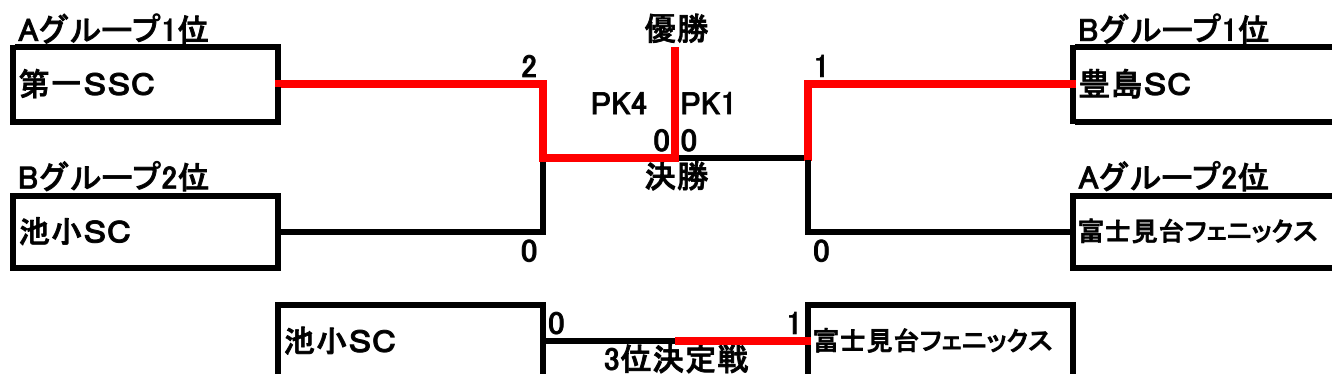 Aグループ1位
優勝
Bグループ1位
第一SSC
2
1
豊島SC
PK4
PK1
0
0
決勝
Bグループ2位
Aグループ2位
池小SC
0
0
富士見台フェニックス
池小SC
0
1
富士見台フェニックス
3位決定戦